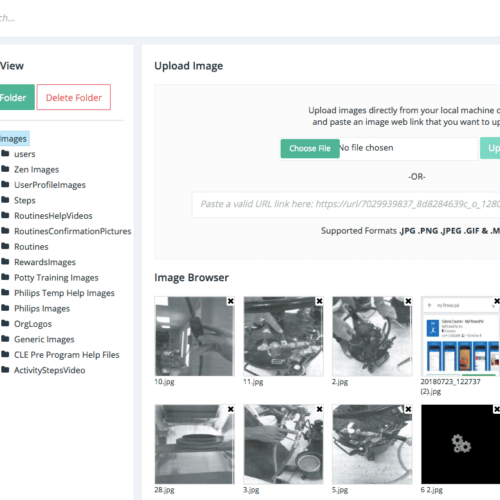 ch...
View
Folder
Delete Folder
Images
users
Zen Images
UserProfileImages
Steps
RoutinesHelpVideos
RoutinesConfirmationPictures
Routines
RewardsImages
Potty Training Images
Philips Temp Help Images
Philips Images
OrgLogos
Generic Images
CLE Pre Program Help Files
ActivityStepsVideo
Upload Image
Upload images directly from your local machine
and paste an image web link that you want to up
Choose File
No file chosen
Up
-OR-
Paste a valid URL link here: https://url/7029939837_8d8284639c_o_1280
Supported Formats .JPG .PNG .JPEG .GIF & .M
Image Browser
10.jpg
11.jpg
2.jpg
20180723_122737
(2).jpg
28.jpg
3.jpg
5.jpg
6 2.jpg